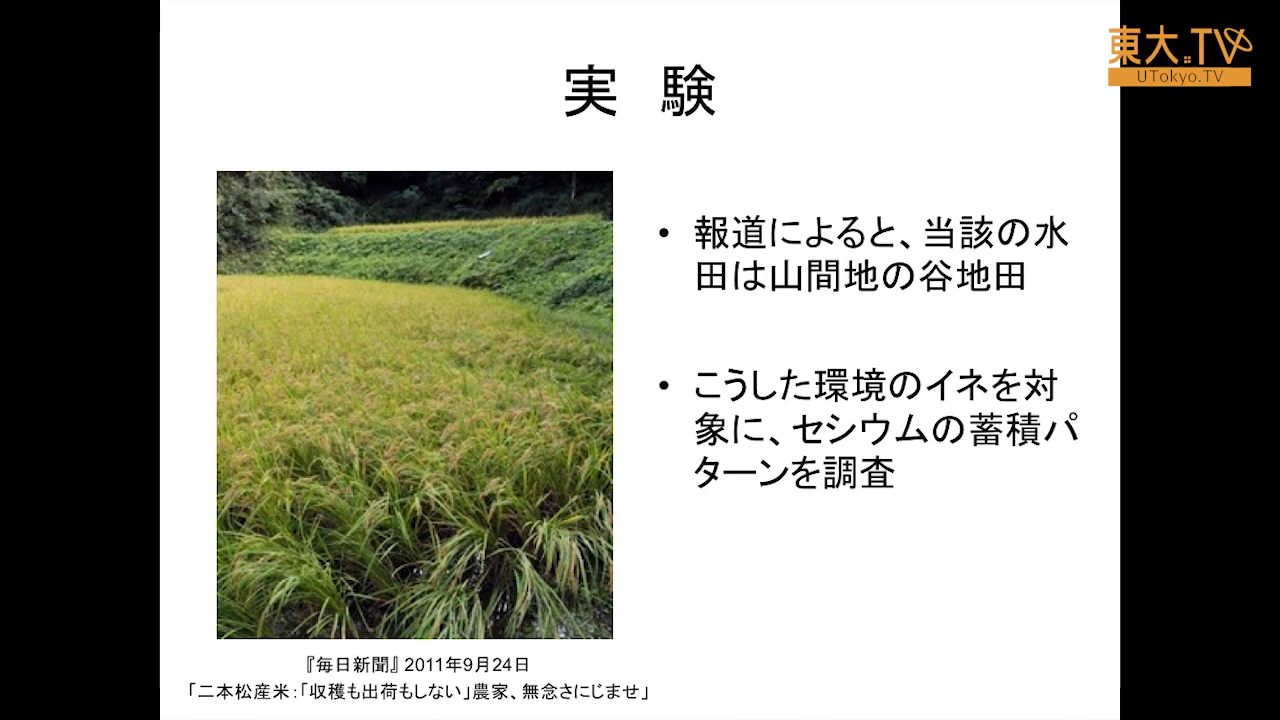 東大.TV
UTokyo.TV
実　験
• 報道によると、当該の水
田は山間地の谷地田
• こうした環境のイネを対
象に、セシウムの蓄積パ
ターンを調査
『毎日新聞』 2011年9月24日
「二本松産米：「収穫も出荷もしない」農家、無念さにじませ」